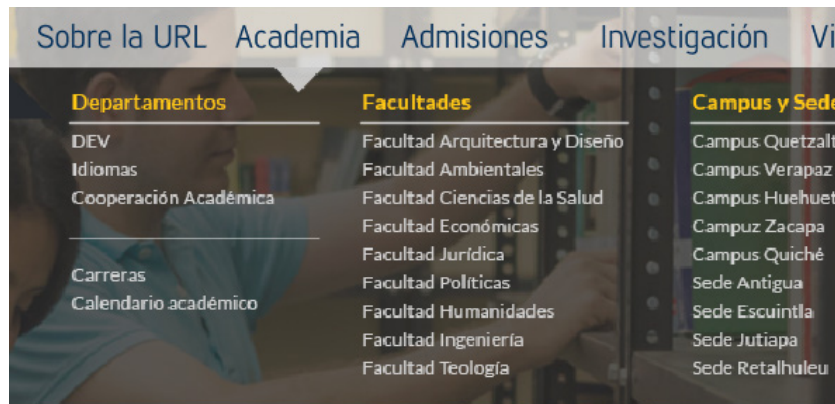 Sobre la URL Academia Admisiones Investigación
Departamentos
DEV
Idiomas
Cooperación Académica
Carreras
Calendario académico
Facultades
Facultad Arquitectura y Diseño
Facultad Ambientales
Facultad Ciencias de la Salud
Facultad Económicas
Facultad Jurídica
Facultad Políticas
Facultad Humanidades
Facultad Ingeniería
Facultad Teología
Campus y Sede
Campus Quetzalt
Campus Verapaz
Campus Huehuet
Campuz Zacapa
Campus Quiché
Sede Antigua
Sede Escuintla
Sede Jutiapa
Sede Retalhuleu